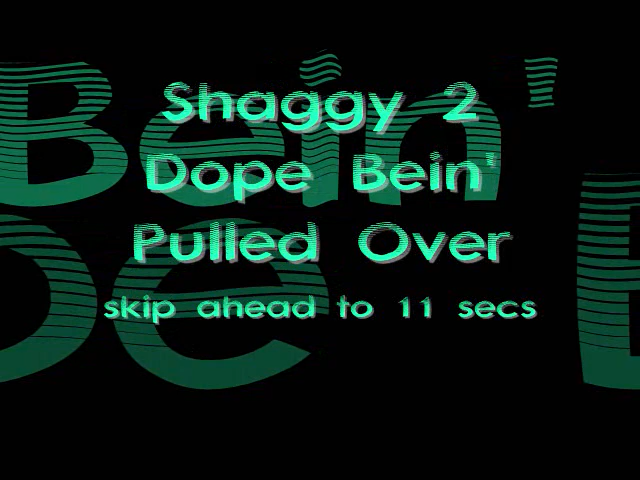 Shaggy 2
Dope Bein'
Pulled Over
skip ahead to 11 secs